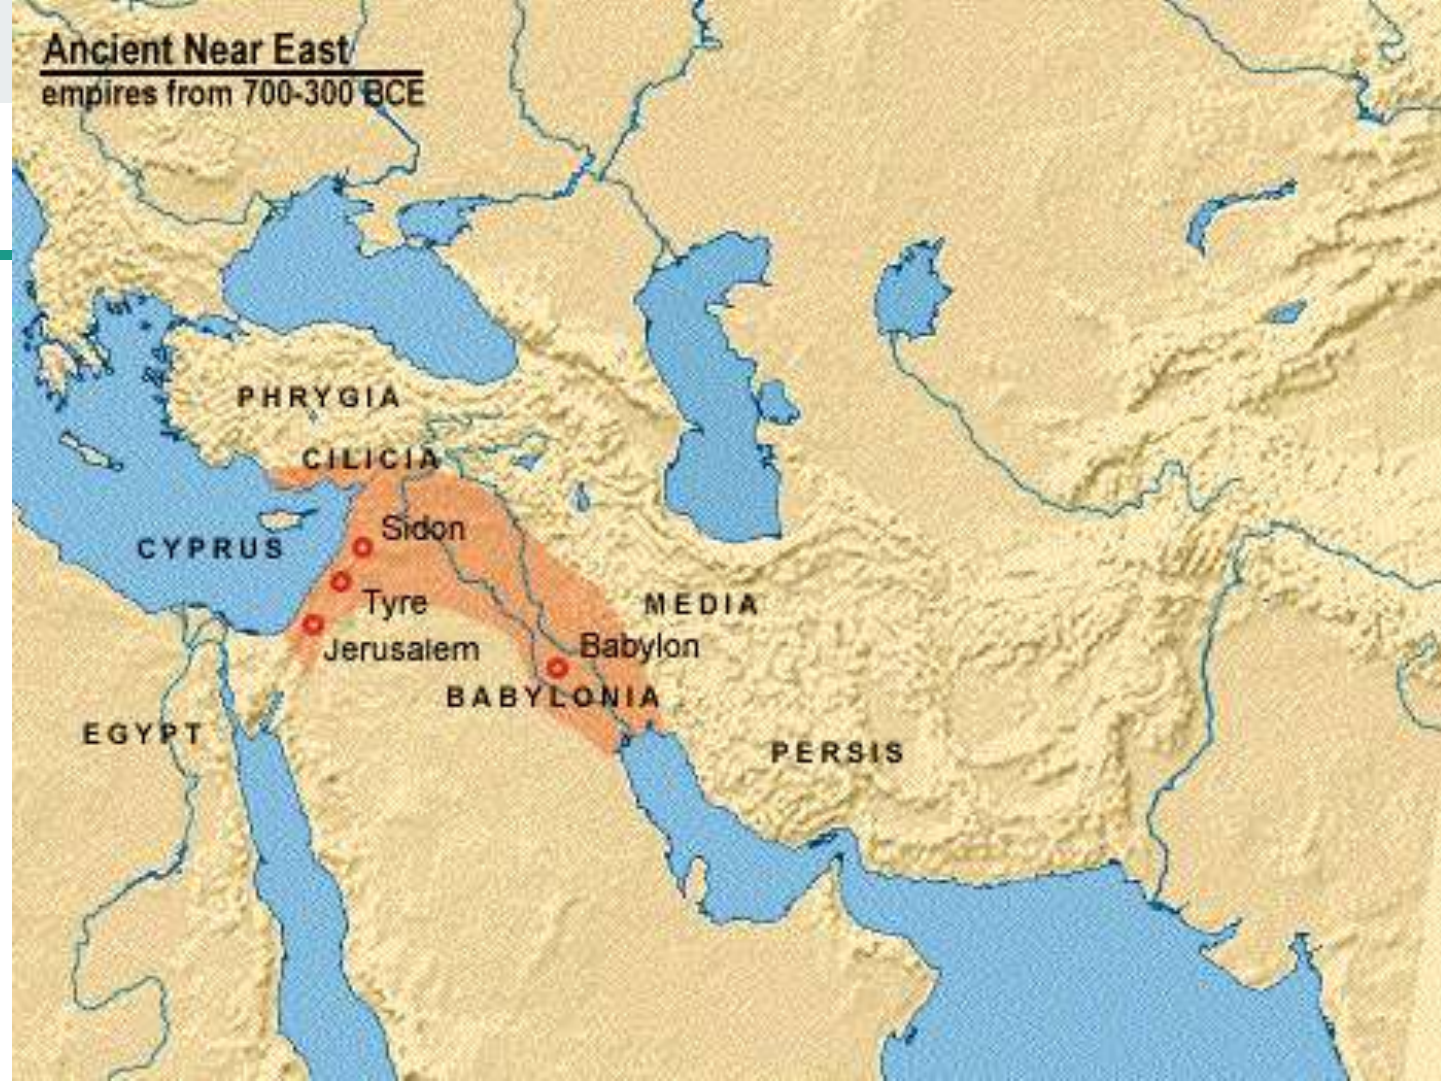 Ancient Near East
empires from 700-300 BCE
PHRYGIA
CILICIA
Sidon
CYPRUS
Tyre
MEDIA
Jerusalem
Babylon
BABYLONIA
EGYPT
PERSIS